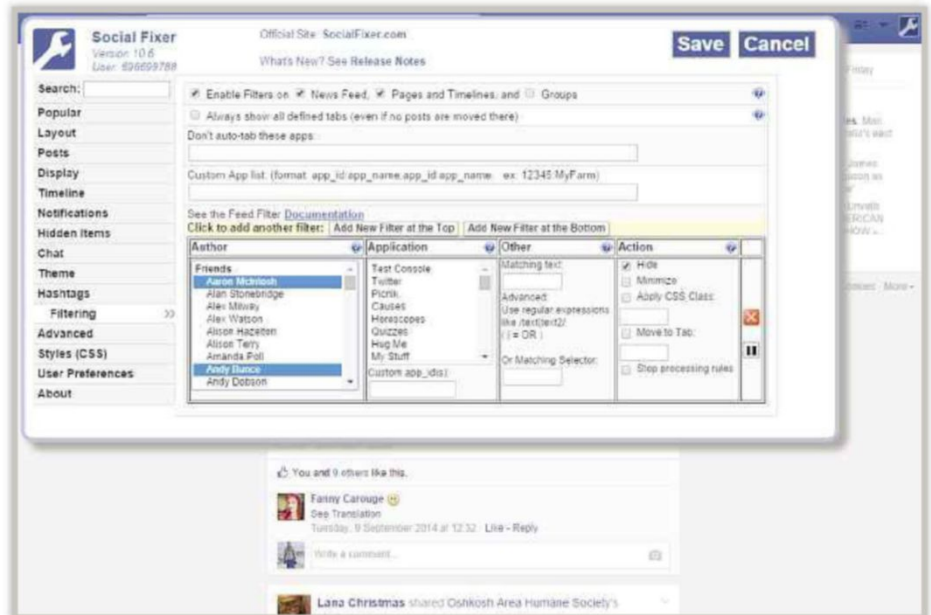 Social Fixer
Version 10.6
User: 696699788
Official Site: SocialFixer.com
What's New? See Release Notes
Save Cancel
Search:
Popular
Layout
Posts
Display
Timeline
Notifications
Hidden Items
Chat
Theme
Hashtags
Filtering >>
Advanced
Styles (CSS)
User Preferences
About
Enable Filters on News Feed, Pages and Timelines, and Groups
Always show all defined tabs (even if no posts are moved there)
Don't auto-tab these apps:
Custom App list: (format: app_id:app_name,app_id:app_name ex: 12345:MyFarm)
See the Feed Filter Documentation
Click to add another filter: Add New Filter at the Top Add New Filter at the Bottom
Author
Friends
Aaron McIntosh
Alan Stonebridge
Alex Milway
Alex Watson
Alison Hazelton
Alison Terry
Amanda Poll
Andy Bunce
Andy Dobson
Application
Test Console
Twitter
Picnik
Causes
Horoscopes
Quizzes
Hug Me
My Stuff
Custom app_id(s):
Other
Matching text:
Advanced:
Use regular expressions
like /text|text2/
( | = OR )
Or Matching Selector:
Action
Hide
Minimize
Apply CSS Class:
Move to Tab:
Stop processing rules
You and 9 others like this.
Fanny Carouge
See Translation
Tuesday, 9 September 2014 at 12:32 · Like · Reply
Write a comment...
Lana Christmas shared Oshkosh Area Humane Society's
More